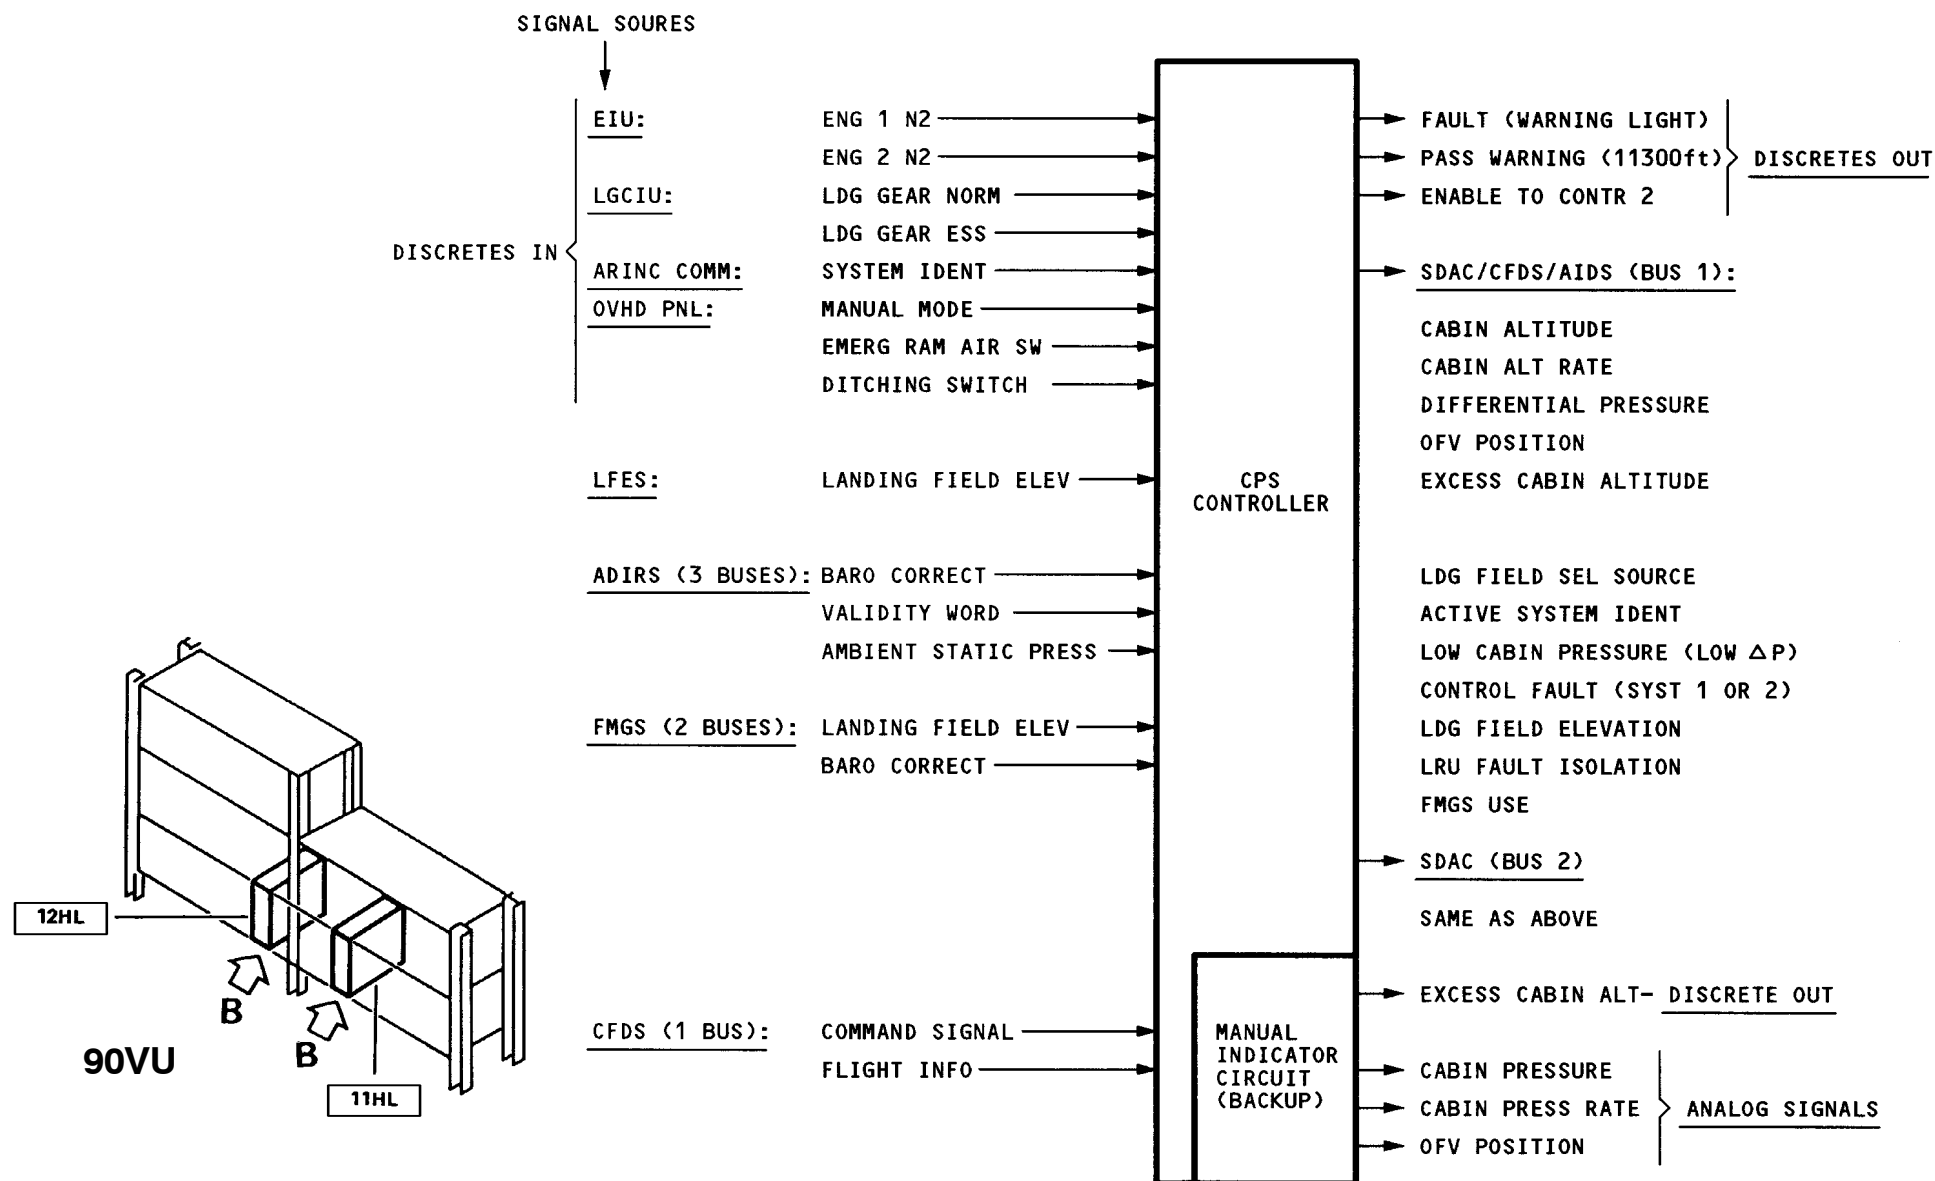 SIGNAL SOURES
EIU: ENG 1 N2 FAULT (WARNING LIGHT)
ENG 2 N2 PASS WARNING (11300ft) DISCRETES OUT
LGCIU: LDG GEAR NORM ENABLE TO CONTR 2
LDG GEAR ESS
DISCRETES IN
ARINC COMM: SYSTEM IDENT SDAC/CFDS/AIDS (BUS 1):
OVHD PNL: MANUAL MODE
CABIN ALTITUDE
EMERG RAM AIR SW
CABIN ALT RATE
DITCHING SWITCH
DIFFERENTIAL PRESSURE
OFV POSITION
LFES: LANDING FIELD ELEV CPS EXCESS CABIN ALTITUDE
CONTROLLER
ADIRS (3 BUSES): BARO CORRECT LDG FIELD SEL SOURCE
VALIDITY WORD ACTIVE SYSTEM IDENT
AMBIENT STATIC PRESS LOW CABIN PRESSURE (LOW △P)
CONTROL FAULT (SYST 1 OR 2)
FMGS (2 BUSES): LANDING FIELD ELEV LDG FIELD ELEVATION
BARO CORRECT LRU FAULT ISOLATION
FMGS USE
SDAC (BUS 2)
12HL
SAME AS ABOVE
EXCESS CABIN ALT- DISCRETE OUT
B
CFDS (1 BUS): COMMAND SIGNAL MANUAL
INDICATOR
B
90VU
FLIGHT INFO CIRCUIT CABIN PRESSURE
(BACKUP)
11HL
CABIN PRESS RATE ANALOG SIGNALS
OFV POSITION